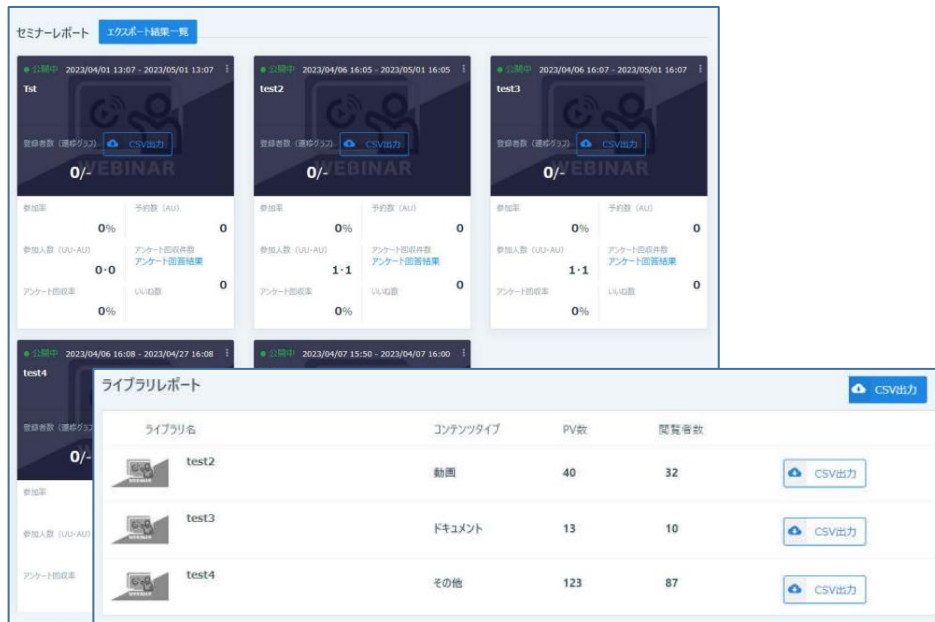 セミナーレポート エクスポート結果一覧
公開中 2023/04/01 13:07 - 2023/05/01 13:07
Tst
登録者数（遷移グラフ） CSV出力
WEBINAR
0/-
参加率 予約数（AU）
0% 0
参加人数（UU-AU） アンケート回収件数
アンケート回答結果
0-0
アンケート回収率 いいね数 0
0%
公開中 2023/04/06 16:05 - 2023/05/01 16:05
test2
登録者数（遷移グラフ） CSV出力
WEBINAR
0/-
参加率 予約数（AU）
0% 0
参加人数（UU-AU） アンケート回収件数
アンケート回答結果
1-1
アンケート回収率 いいね数 0
0%
公開中 2023/04/06 16:07 - 2023/05/01 16:07
test3
登録者数（遷移グラフ） CSV出力
WEBINAR
0/-
参加率 予約数（AU）
0% 0
参加人数（UU-AU） アンケート回収件数
アンケート回答結果
1-1
アンケート回収率 いいね数 0
0%
公開中 2023/04/06 16:08 - 2023/04/27 16:08
test4
登録者数（遷移グラフ
0/-
参加率
参加人数（UU-AU）
アンケート回収率
公開中 2023/04/07 15:50 - 2023/04/07 16:00
ライブラリレポート CSV出力
ライブラリ名 コンテンツタイプ PV数 閲覧者数
test2 動画 40 32 CSV出力
test3 ドキュメント 13 10 CSV出力
test4 その他 123 87 CSV出力